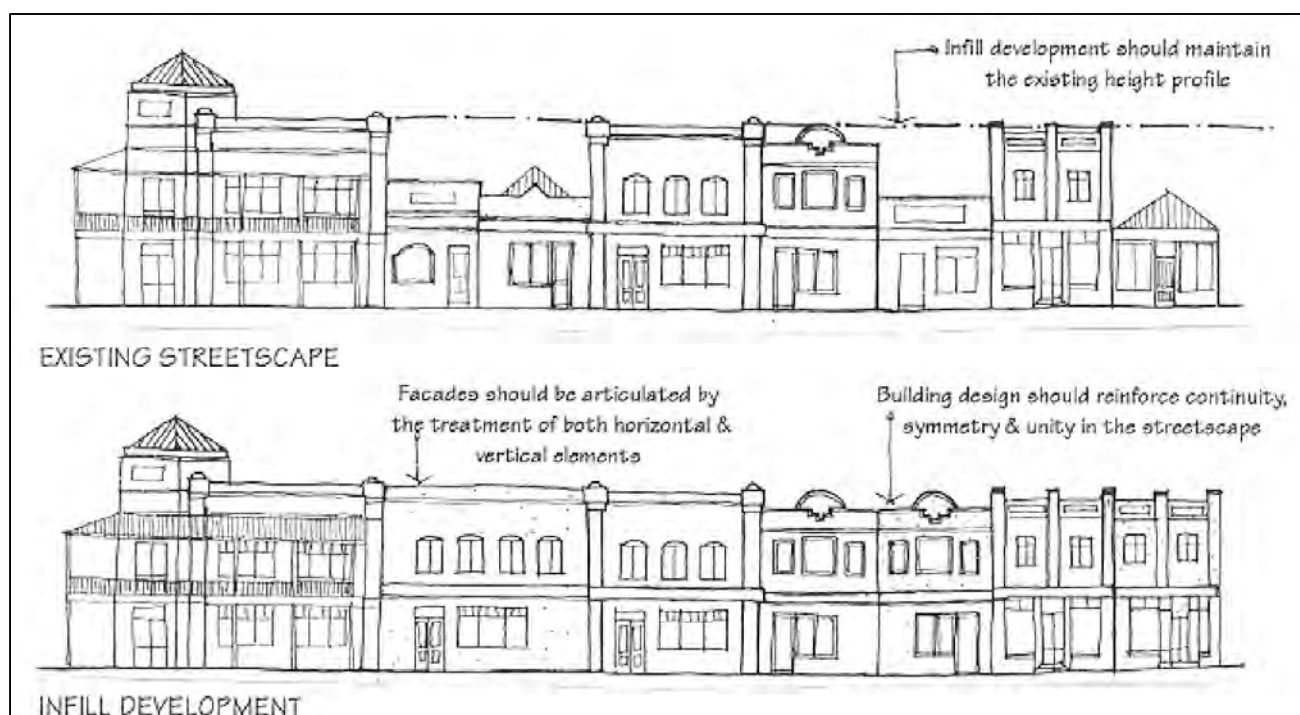 Infill development should maintain
the existing height profile
EXISTING STREETSCAPE
Facades should be articulated by
the treatment of both horizontal &
vertical elements
Building design should reinforce continuity,
symmetry & unity in the streetscape
INFILL DEVELOPMENT